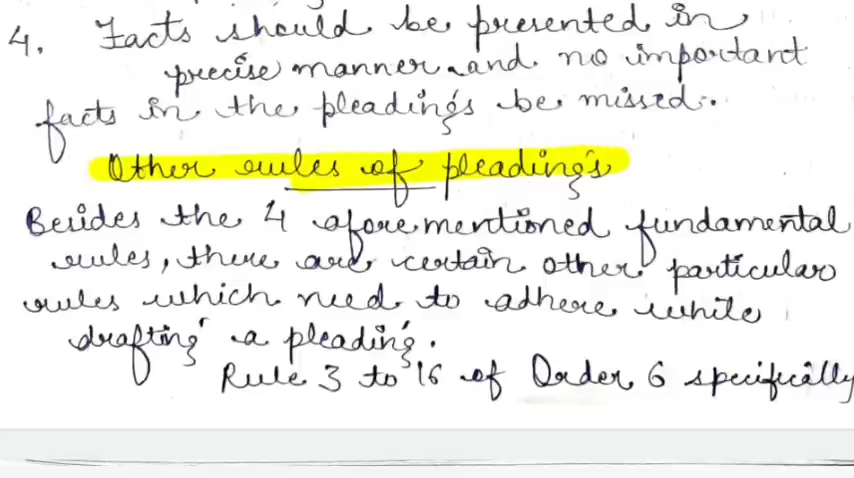 4. Facts should be presented in
precise manner and no important
facts in the pleadings be missed.
Other rules of pleadings
Besides the 4 aforementioned fundamental
rules, there are certain other particular
rules which need to adhere while
drafting a pleading.
Rule 3 to 16 of Order 6 specifically